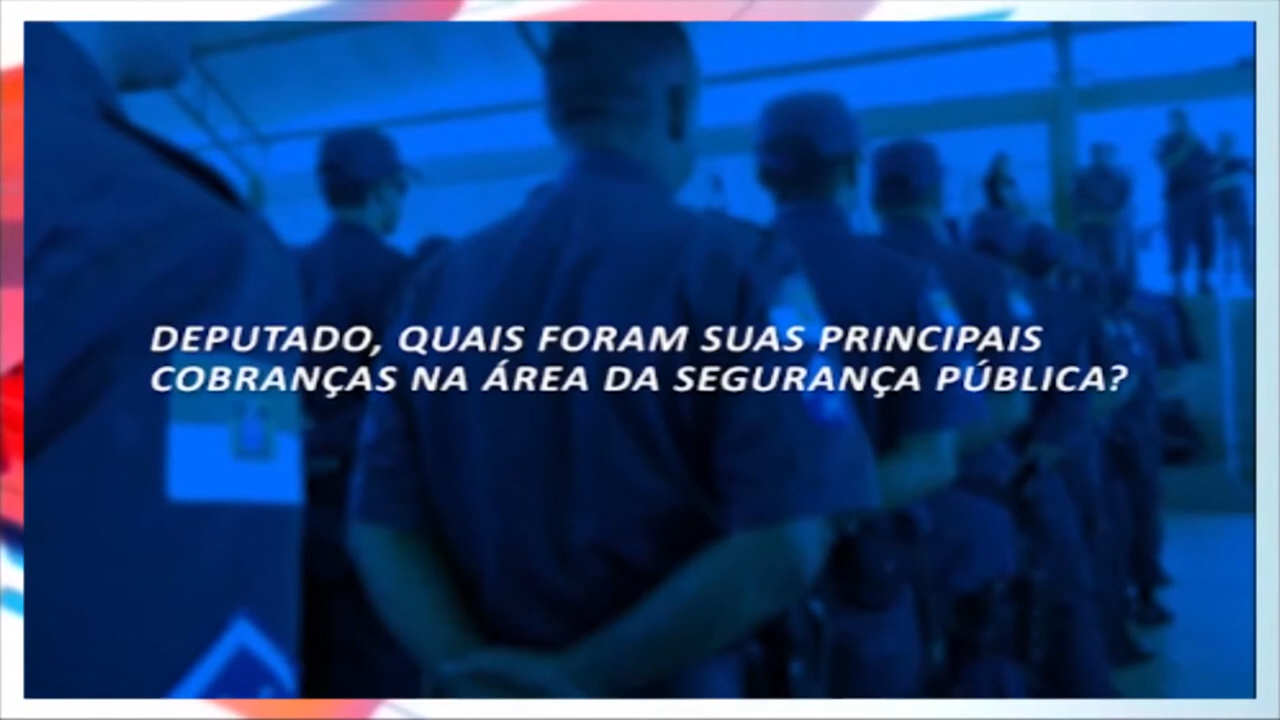 DEPUTADO, QUAIS FORAM SUAS PRINCIPAIS
COBRANÇAS NA ÁREA DA SEGURANÇA PÚBLICA?